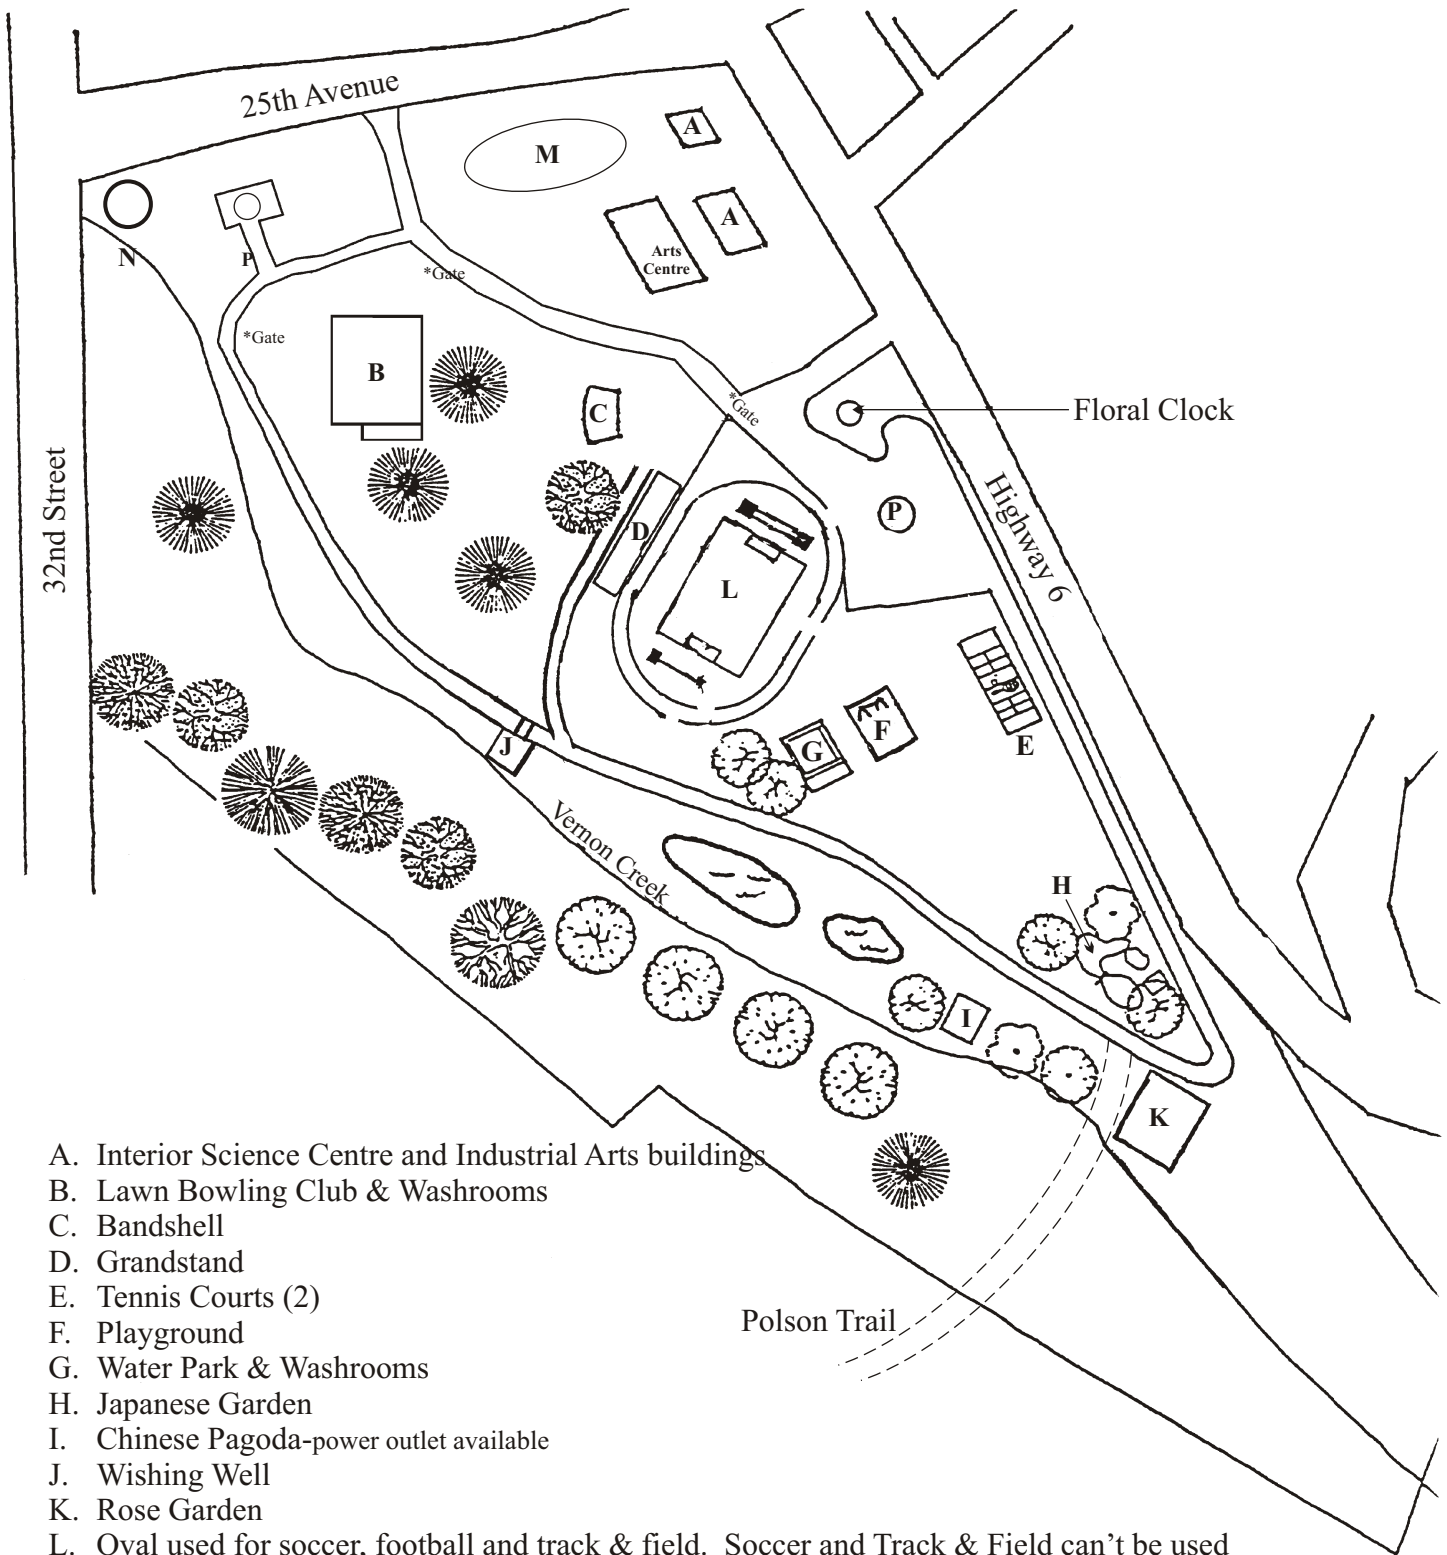 25th Avenue
M
A
A
Arts
Centre
N
P
*Gate
*Gate
B
C
*Gate
Floral Clock
32nd Street
D
P
Highway 6
L
J
G
F
E
Vernon Creek
H
I
K
A. Interior Science Centre and Industrial Arts buildings
B. Lawn Bowling Club & Washrooms
C. Bandshell
D. Grandstand
E. Tennis Courts (2)
F. Playground
G. Water Park & Washrooms
Polson Trail
H. Japanese Garden
I. Chinese Pagoda-power outlet available
J. Wishing Well
K. Rose Garden
L. Oval used for soccer, football and track & field. Soccer and Track & Field can't be used